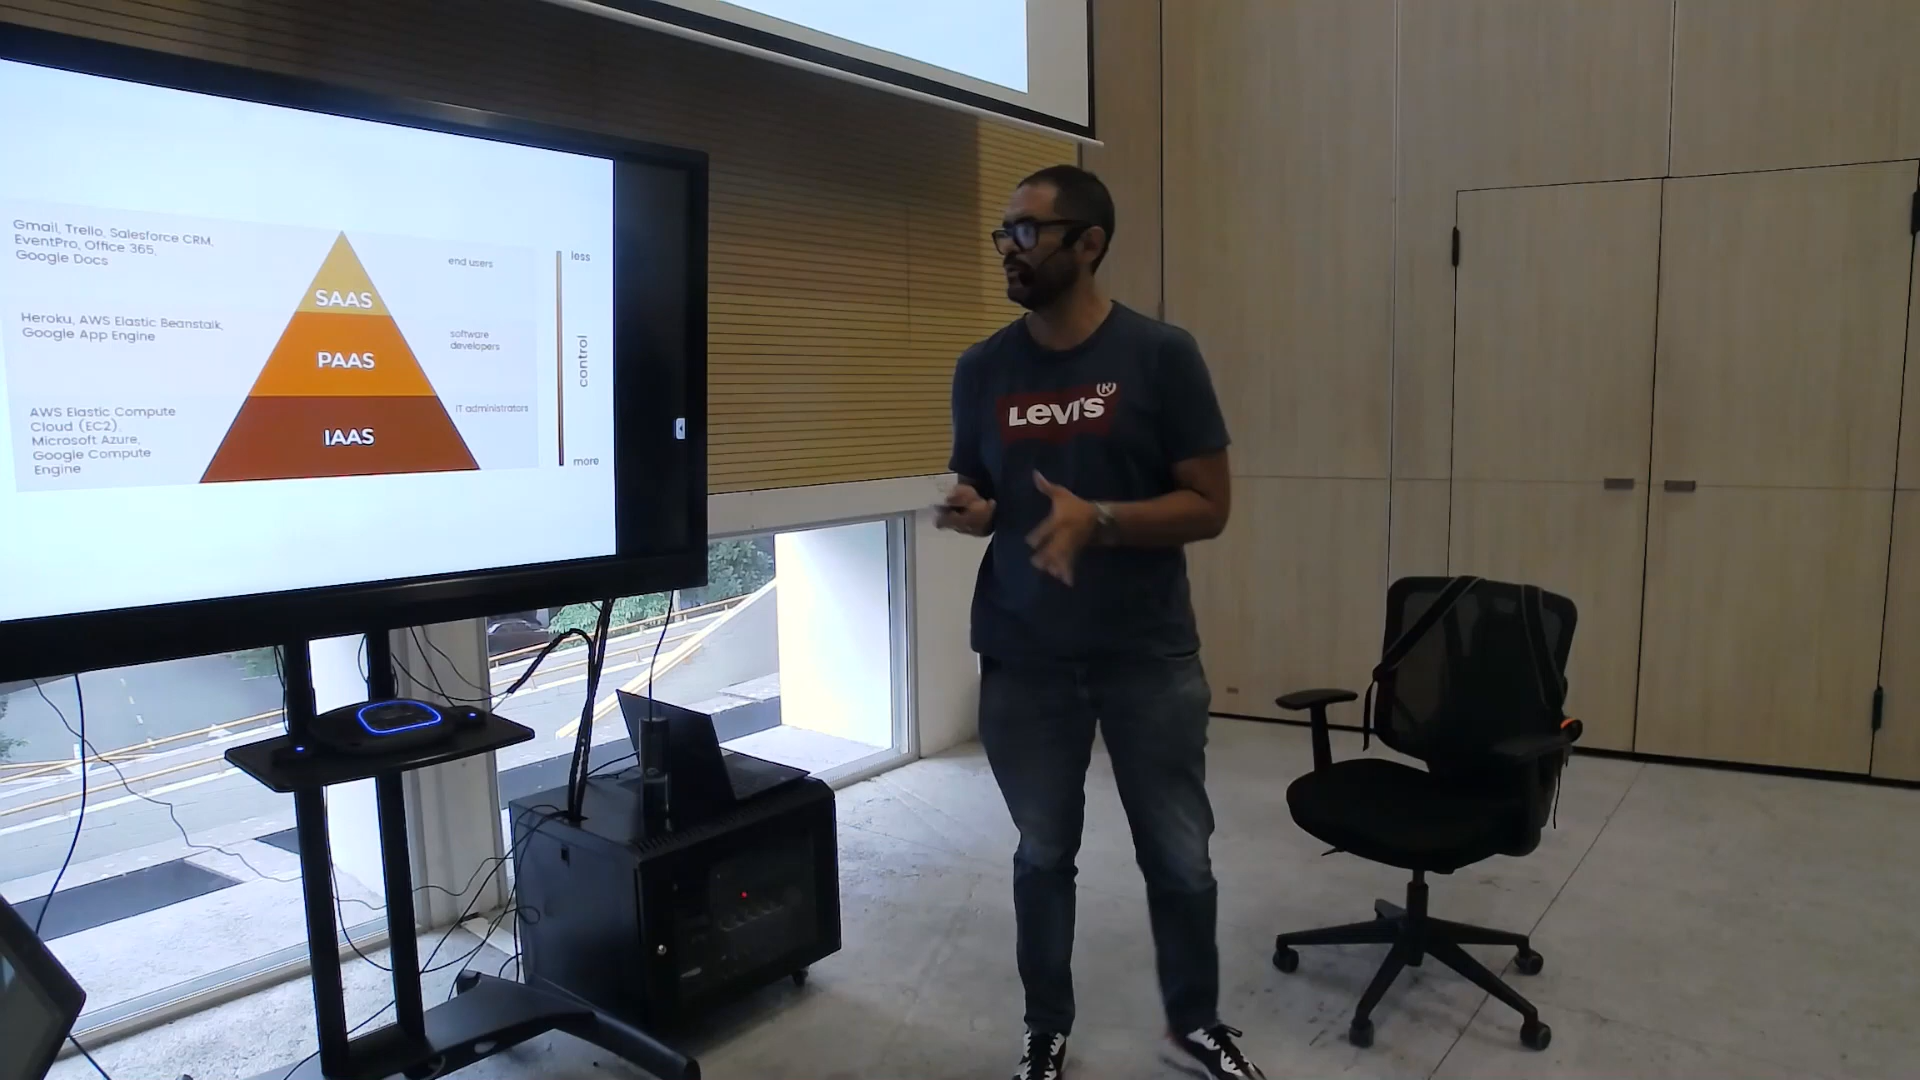 Gmail, Trello, Salesforce CRM,
EventPro, Office 365,
Google Docs
SAAS
end users
less
Heroku, AWS Elastic Beanstalk,
Google App Engine
PAAS
software
developers
control
AWS Elastic Compute
Cloud (EC2),
Microsoft Azure,
Google Compute
Engine
IAAS
IT administrators
more
Levi's®